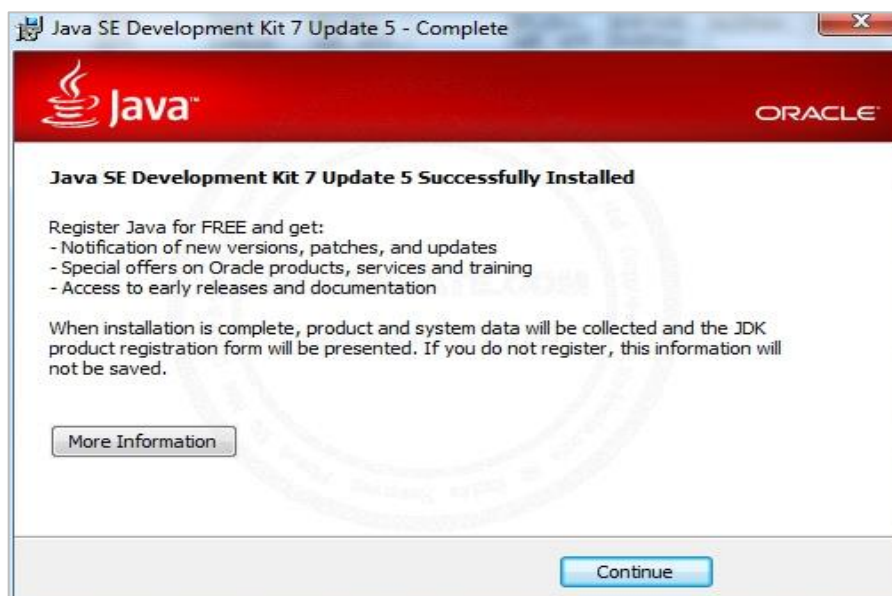 Java SE Development Kit 7 Update 5 - Complete
Java™
ORACLE
Java SE Development Kit 7 Update 5 Successfully Installed
Register Java for FREE and get:
- Notification of new versions, patches, and updates
- Special offers on Oracle products, services and training
- Access to early releases and documentation
When installation is complete, product and system data will be collected and the JDK
product registration form will be presented. If you do not register, this information will
not be saved.
More Information
Continue